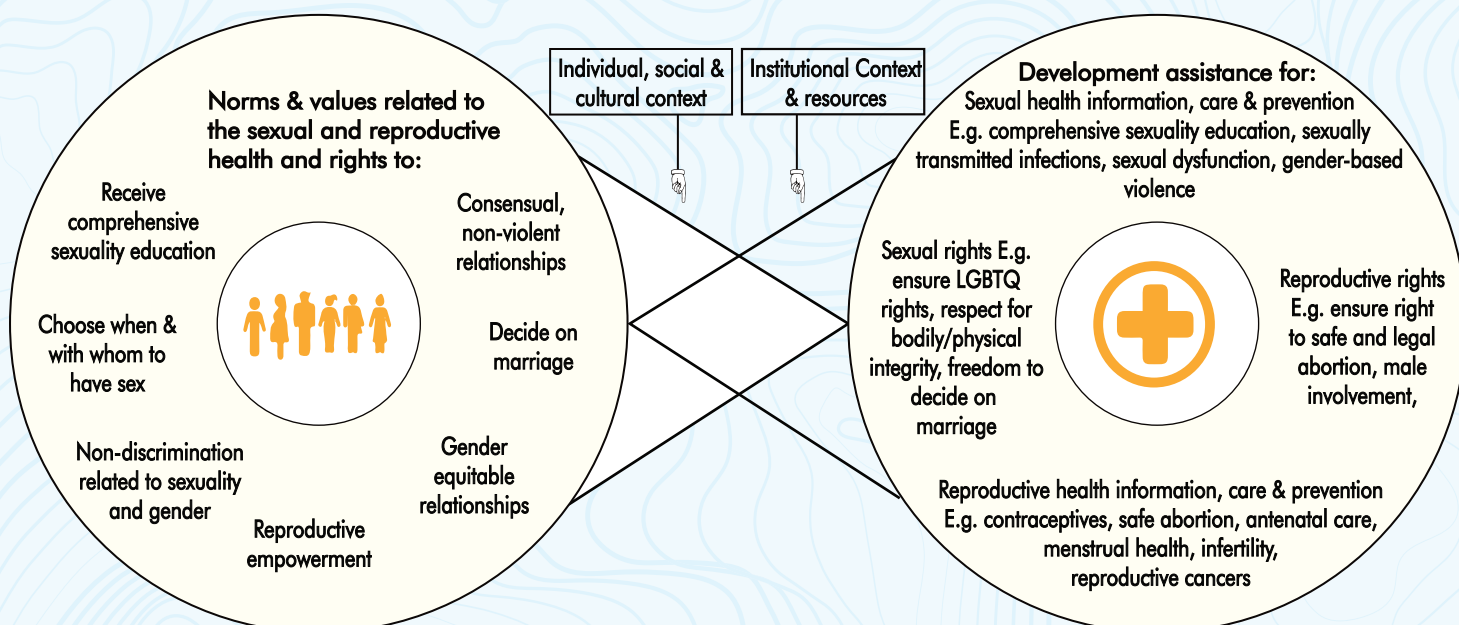 Norms & values related to
the sexual and reproductive
health and rights to:
Receive
comprehensive
sexuality education
Consensual,
non-violent
relationships
Choose when &
with whom to
have sex
Decide on
marriage
Non-discrimination
related to sexuality
and gender
Gender
equitable
relationships
Reproductive
empowerment
Individual, social &
cultural context
Institutional Context
& resources
Development assistance for:
Sexual health information, care & prevention
E.g. comprehensive sexuality education, sexually
transmitted infections, sexual dysfunction, gender-based
violence
Sexual rights E.g.
ensure LGBTQ
rights, respect for
bodily/physical
integrity, freedom to
decide on
marriage
Reproductive rights
E.g. ensure right
to safe and legal
abortion, male
involvement,
Reproductive health information, care & prevention
E.g. contraceptives, safe abortion, antenatal care,
menstrual health, infertility,
reproductive cancers